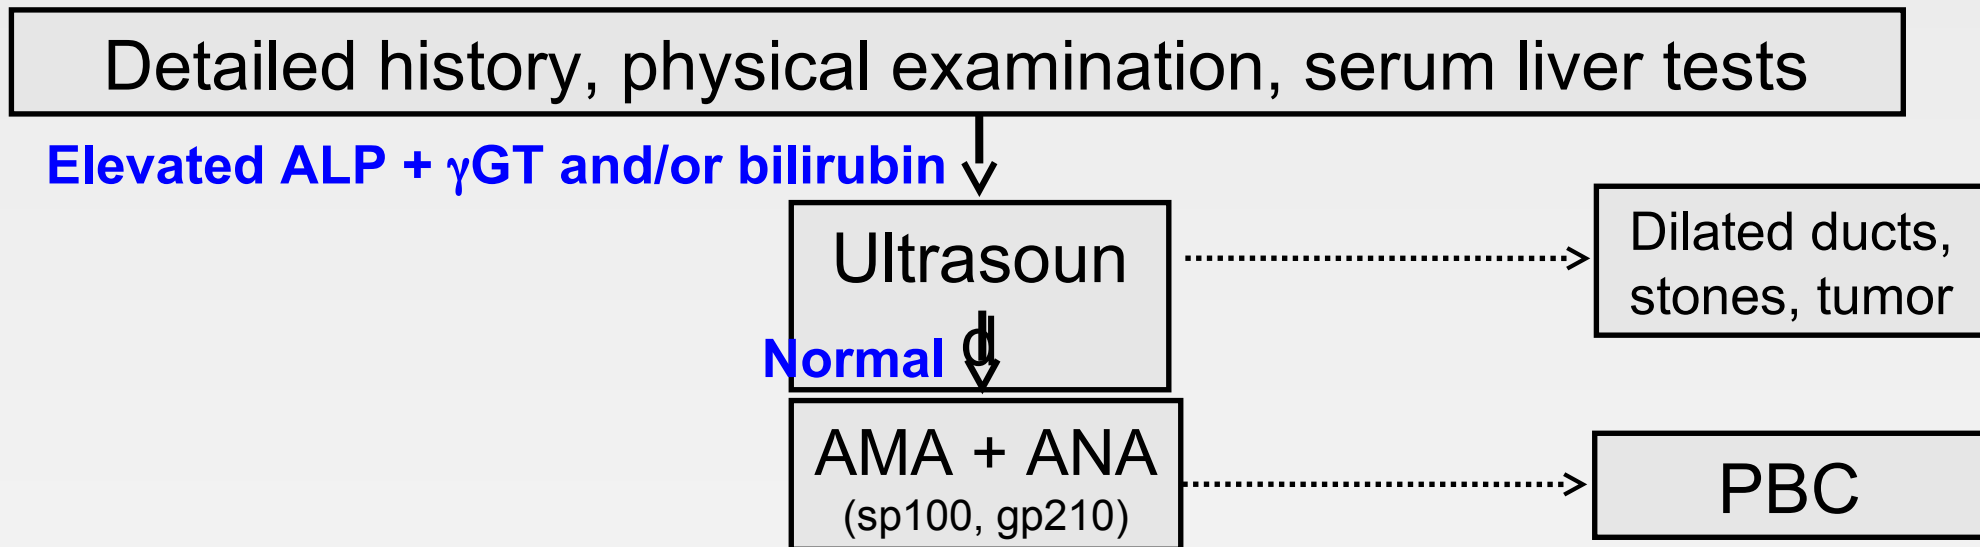 Detailed history, physical examination, serum liver tests
Elevated ALP + γGT and/or bilirubin
Ultrasoun
d
Dilated ducts,
stones, tumor
Normal
AMA + ANA
(sp100, gp210)
PBC